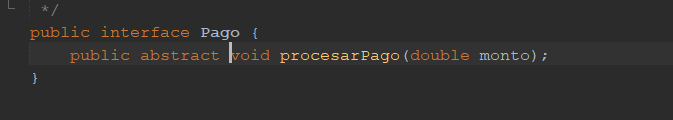 */
public interface Pago {
public abstract void procesarPago(double monto);
}